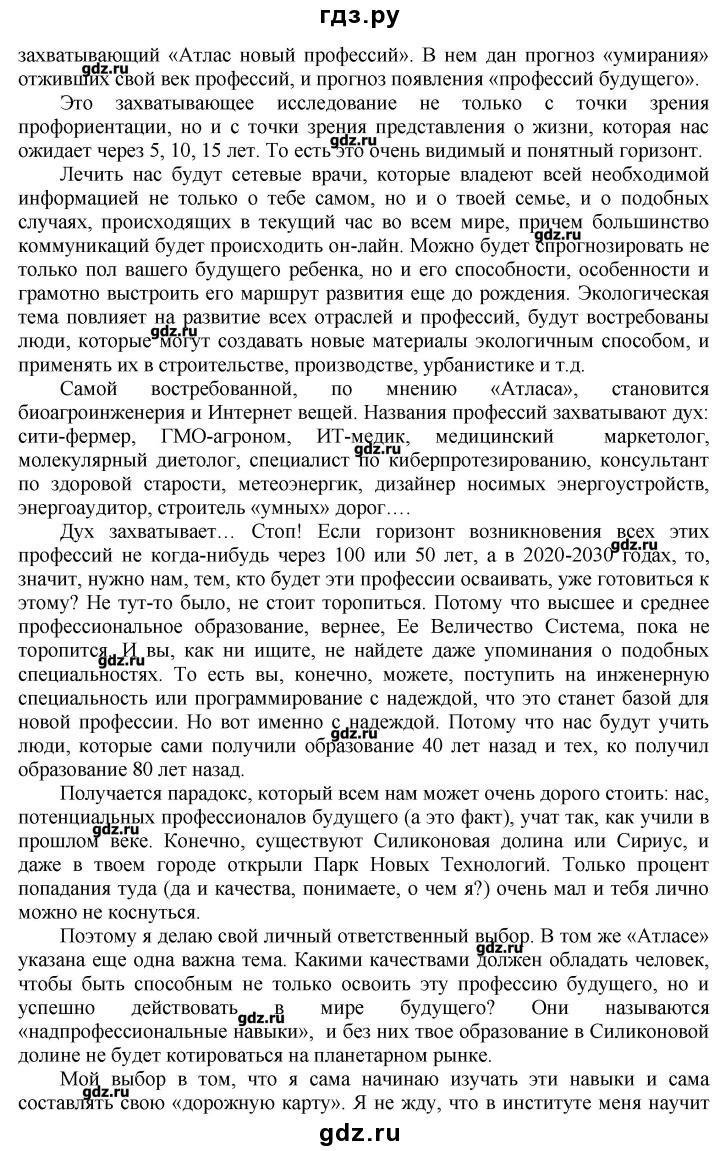 гдз.ру
захватывающий «Атлас новый профессий». В нем дан прогноз «умирания»
gdz.ru
отживших свой век профессий, и прогноз появления «профессий будущего».
Это захватывающее исследование не только с точки зрения
профориентации, но и с точки зрения представления о жизни, которая нас
gdz.ru
ожидает через 5, 10, 15 лет. То есть это очень видимый и понятный горизонт.
Лечить нас будут сетевые врачи, которые владеют всей необходимой
информацией не только о тебе самом, но и о твоей семье, и о подобных
случаях, происходящих в текущий час во всем мире, причем большинство
gdz.ru
коммуникаций будет происходить он-лайн. Можно будет спрогнозировать не
только пол вашего будущего ребенка, но и его способности, особенности и
грамотно выстроить его маршрут развития еще до рождения. Экологическая
тема повлияет на развитие всех отраслей и профессий, будут востребованы
gdz.ru
люди, которые могут создавать новые материалы экологичным способом, и
применять их в строительстве, производстве, урбанистике и т.д.
Самой востребованной, по мнению «Атласа», становится
биоагроинженерия и Интернет вещей. Названия профессий захватывают дух:
сити-фермер, ГМО-агроном, ИТ-медик, медицинский маркетолог,
gdz.ru
молекулярный диетолог, специалист по киберпротезированию, консультант
по здоровой старости, метеоэнергик, дизайнер носимых энергоустройств,
энергоаудитор, строитель «умных» дорог….
Дух захватывает… Стоп! Если горизонт возникновения всех этих
gdz.ru
профессий не когда-нибудь через 100 или 50 лет, а в 2020-2030 годах, то,
значит, нужно нам, тем, кто будет эти профессии осваивать, уже готовиться к
этому? Не тут-то было, не стоит торопиться. Потому что высшее и среднее
профессиональное образование, вернее, Ее Величество Система, пока не
торопится. И вы, как ни ищите, не найдете даже упоминания о подобных
gdz.ru
специальностях. То есть вы, конечно, можете, поступить на инженерную
специальность или программирование с надеждой, что это станет базой для
новой профессии. Но вот именно с надеждой. Потому что нас будут учить
gdz.ru
люди, которые сами получили образование 40 лет назад и тех, ко получил
образование 80 лет назад.
Получается парадокс, который всем нам может очень дорого стоить: нас,
потенциальных профессионалов будущего (а это факт), учат так, как учили в
gdz.ru
прошлом веке. Конечно, существуют Силиконовая долина или Сириус, и
даже в твоем городе открыли Парк Новых Технологий. Только процент
попадания туда (да и качества, понимаете, о чем я?) очень мал и тебя лично
можно не коснуться.
Поэтому я делаю свой личный ответственный выбор. В том же «Атласе»
gdz.ru
указана еще одна важна тема. Какими качествами должен обладать человек,
чтобы быть способным не только освоить эту профессию будущего, но и
успешно действовать в мире будущего? Они называются
gdz.ru
«надпрофессиональные навыки», и без них твое образование в Силиконовой
долине не будет котироваться на планетарном рынке.
Мой выбор в том, что я сама начинаю изучать эти навыки и сама
gdz.ru
составлять свою «дорожную карту». Я не жду, что в институте меня научит
gdz.ru